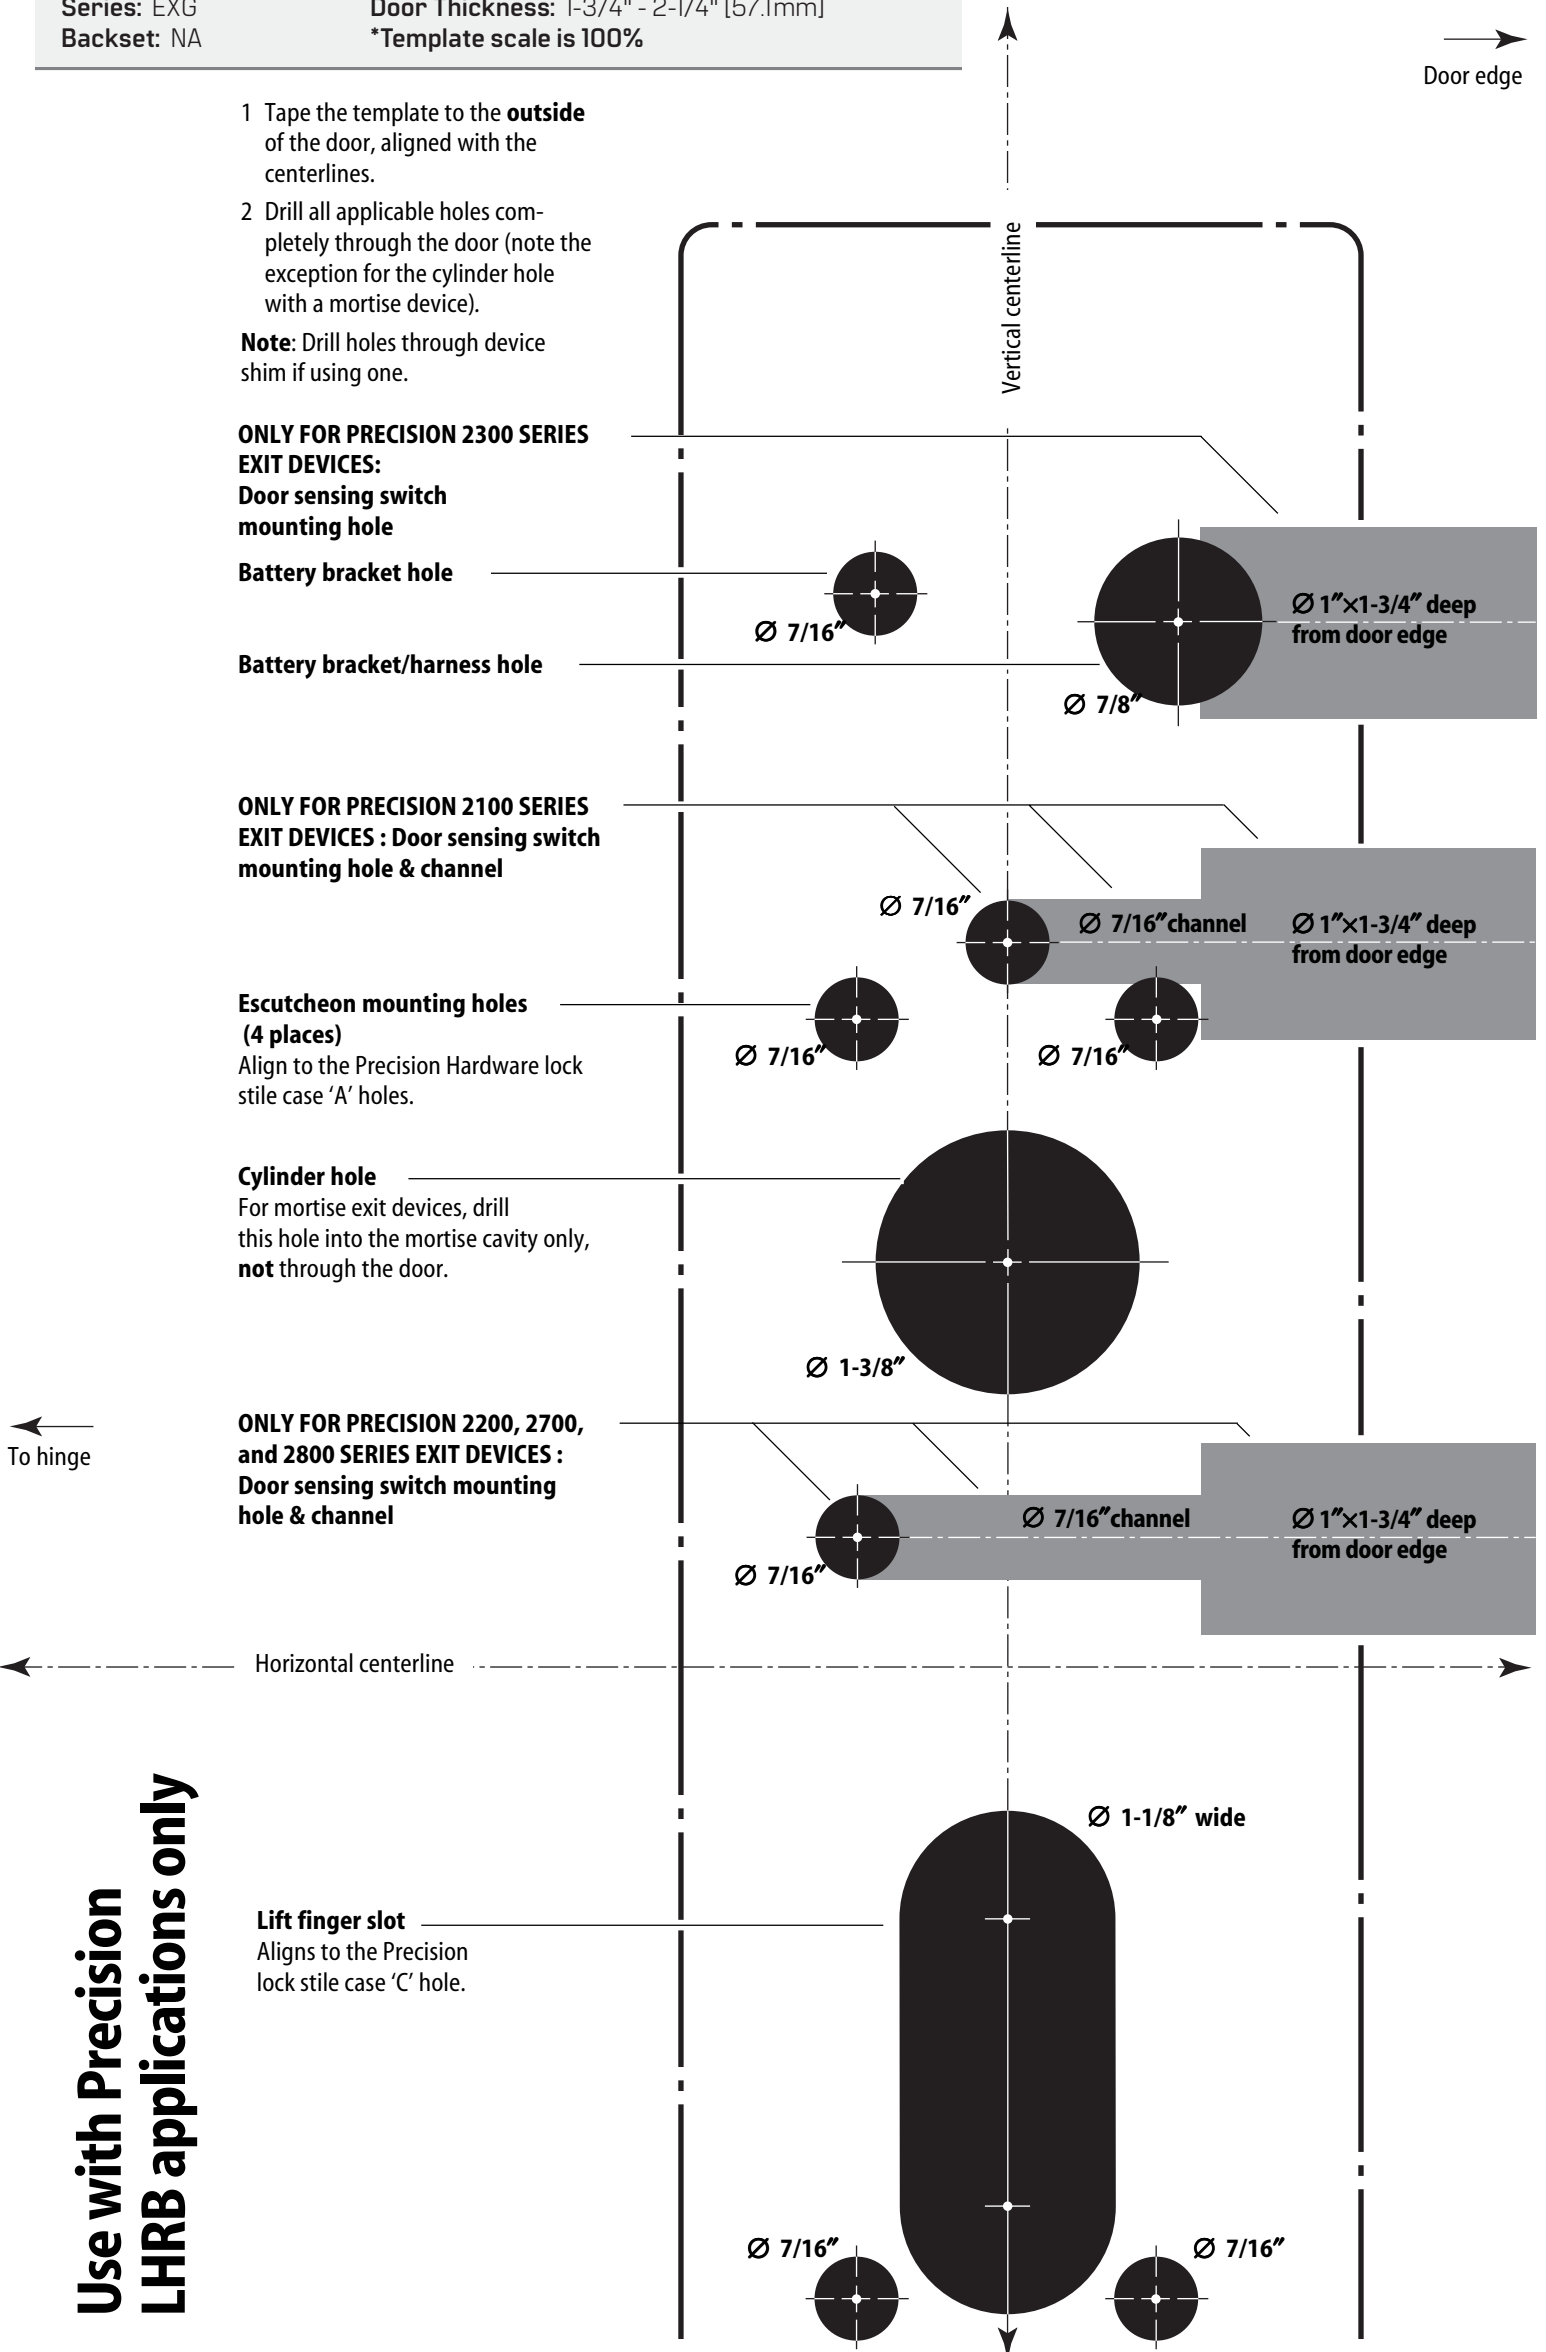 Series: EXG Door Thickness: 1-3/4" - 2-1/4" [57.1mm]
Backset: NA *Template scale is 100%
Door edge
1 Tape the template to the outside
of the door, aligned with the
centerlines.
2 Drill all applicable holes com-
pletely through the door (note the
exception for the cylinder hole
with a mortise device).
Note: Drill holes through device
shim if using one.
Vertical centerline
ONLY FOR PRECISION 2300 SERIES
EXIT DEVICES:
Door sensing switch
mounting hole
Battery bracket hole
Ø 7/16″
Ø 1″×1-3/4″ deep
from door edge
Battery bracket/harness hole
Ø 7/8″
ONLY FOR PRECISION 2100 SERIES
EXIT DEVICES : Door sensing switch
mounting hole & channel
Ø 7/16″
Ø 7/16″channel
Ø 1″×1-3/4″ deep
from door edge
Escutcheon mounting holes
(4 places)
Align to the Precision Hardware lock
stile case ‘A’ holes.
Ø 7/16″
Ø 7/16″
Cylinder hole
For mortise exit devices, drill
this hole into the mortise cavity only,
not through the door.
Ø 1-3/8″
To hinge
ONLY FOR PRECISION 2200, 2700,
and 2800 SERIES EXIT DEVICES :
Door sensing switch mounting
hole & channel
Ø 7/16″
Ø 7/16″channel
Ø 1″×1-3/4″ deep
from door edge
Horizontal centerline
Use with Precision
LHRB applications only
Ø 1-1/8″ wide
Lift finger slot
Aligns to the Precision
lock stile case ‘C’ hole.
Ø 7/16″
Ø 7/16″